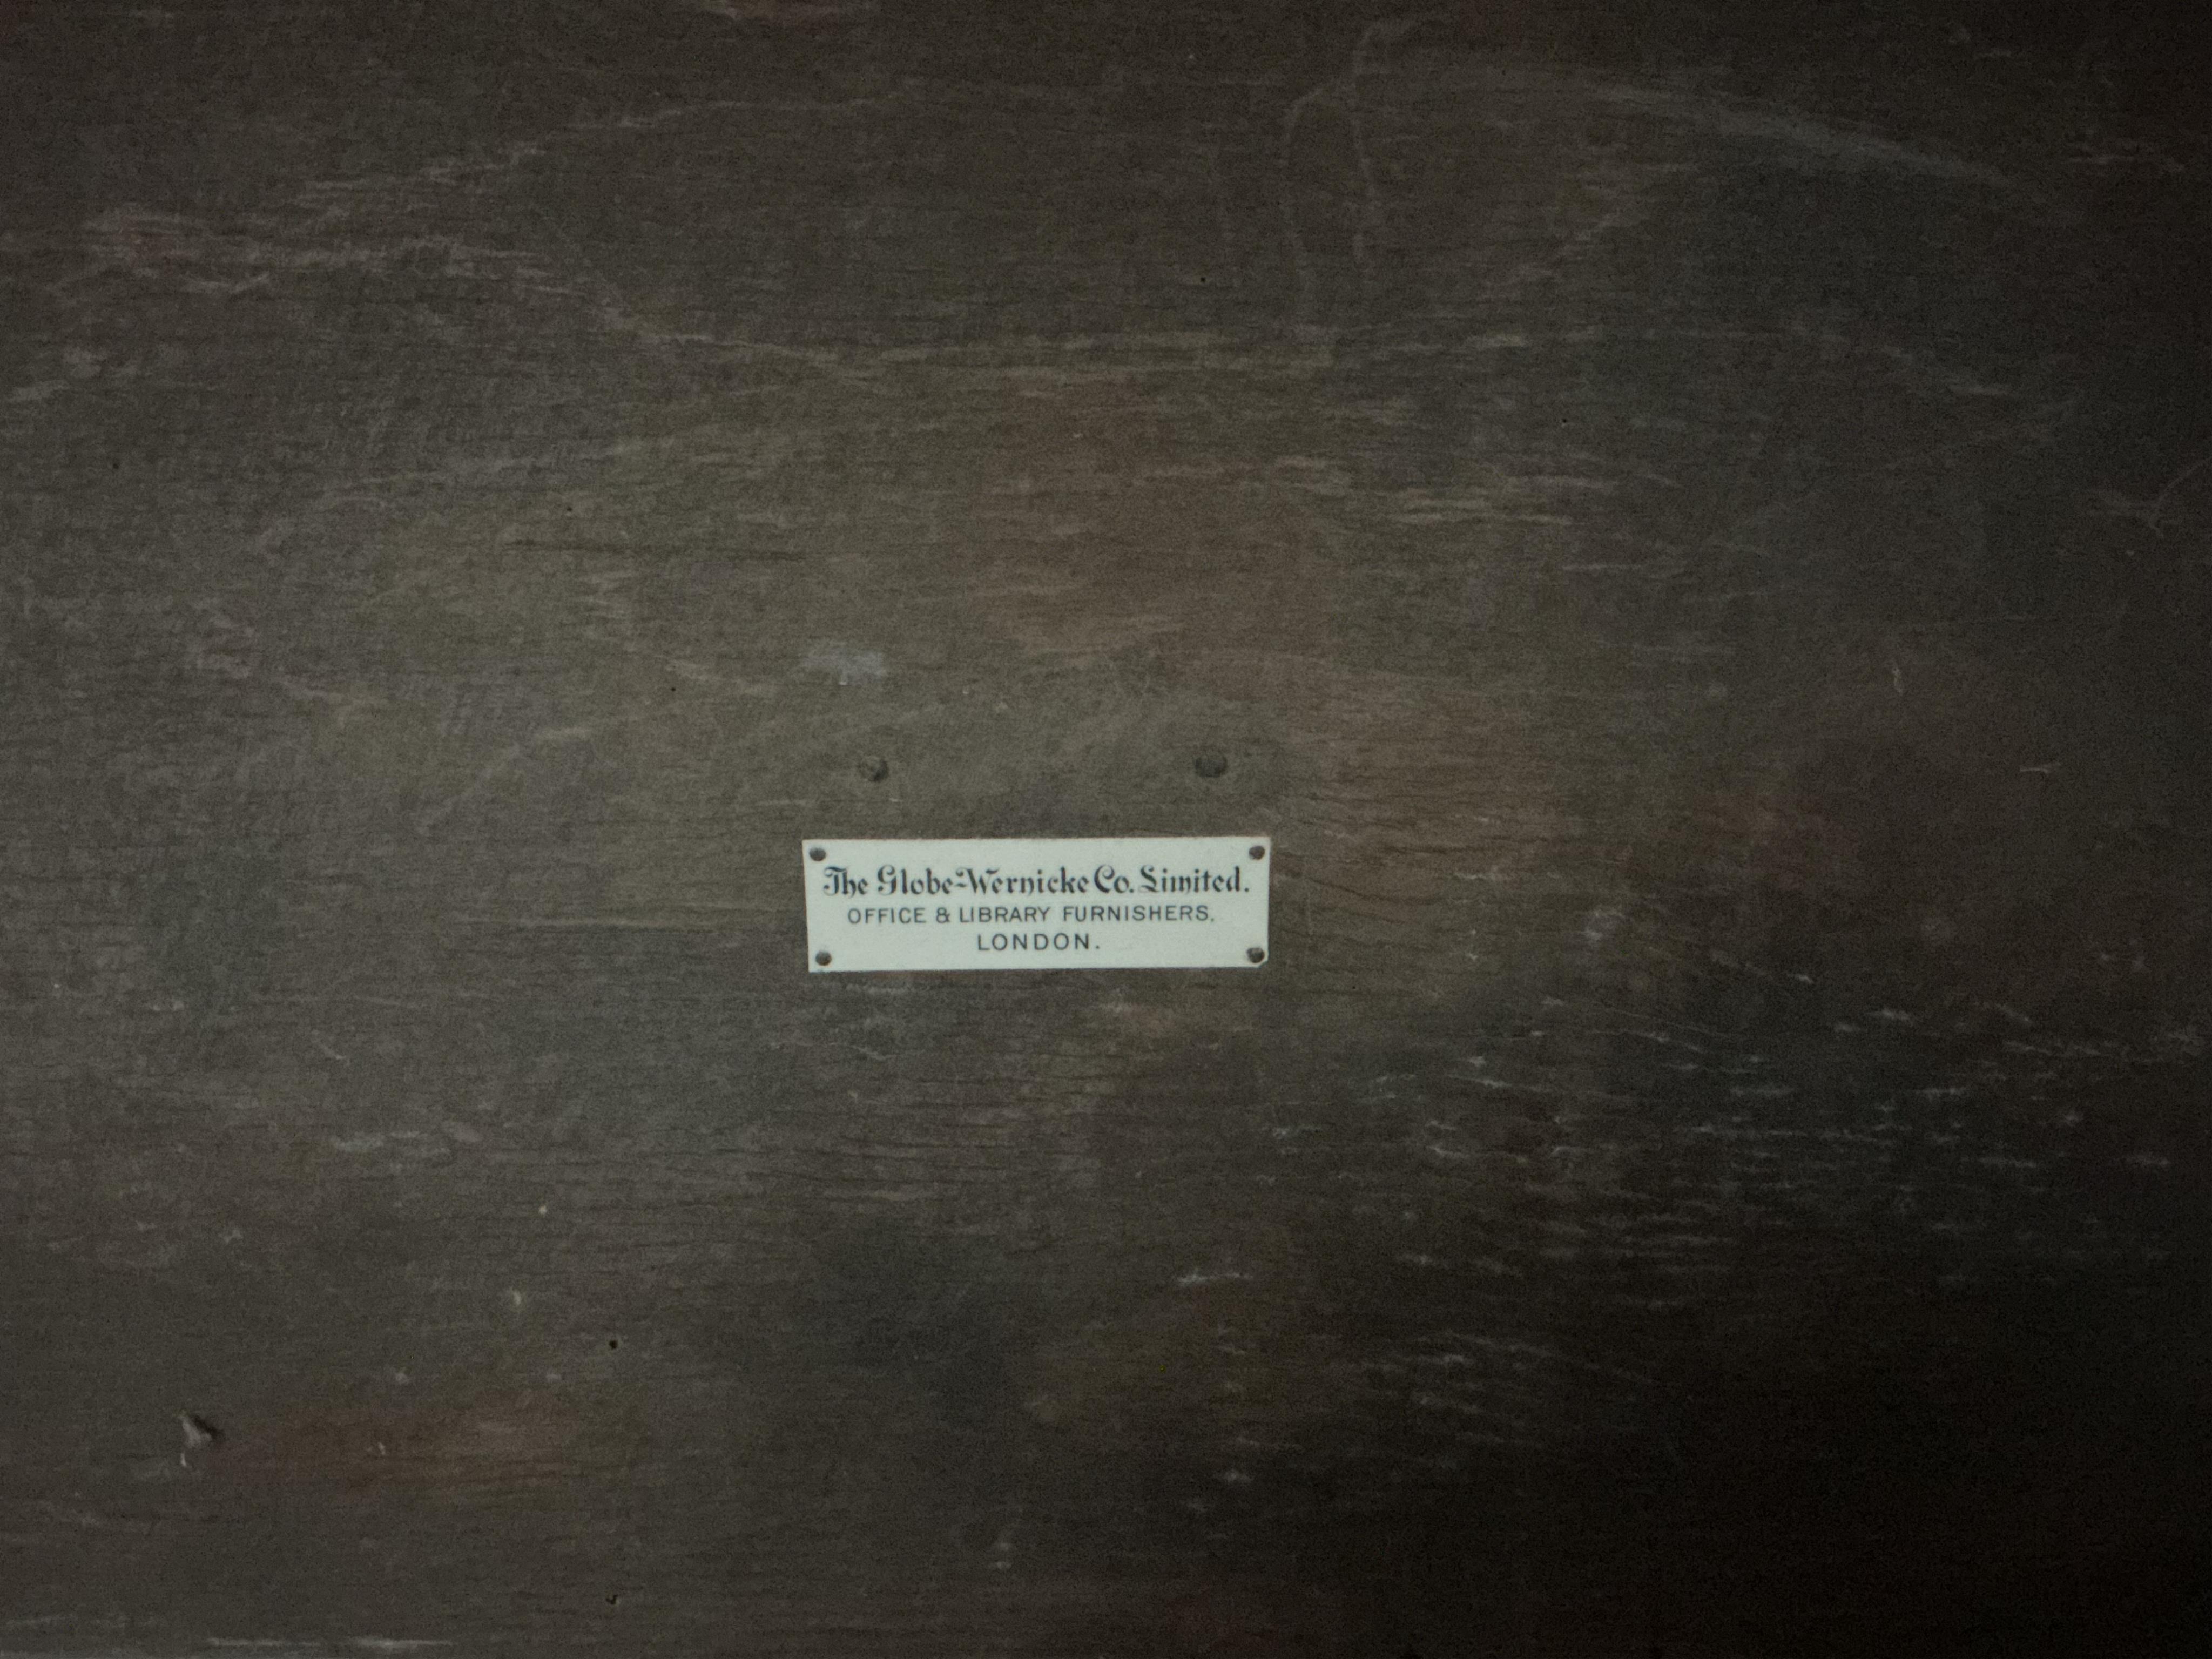 The Globe-Wernicke Co. Limited.
OFFICE & LIBRARY FURNISHERS.
LONDON.